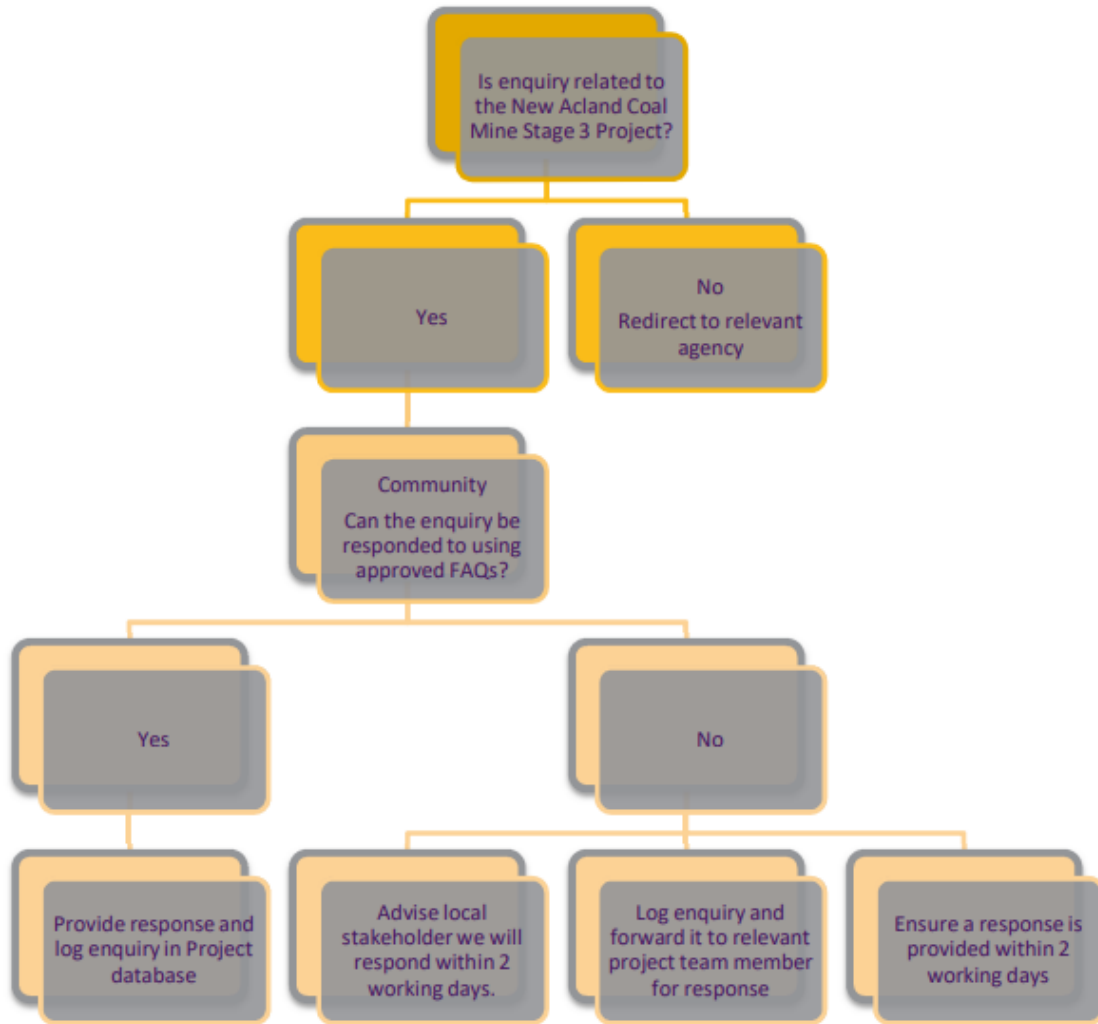 Is enquiry related to
the New Acland Coal
Mine Stage 3 Project?
Yes
No
Redirect to relevant
agency
Community
Can the enquiry be
responded to using
approved FAQs?
Yes
No
Provide response and
log enquiry in Project
database
Advise local
stakeholder we will
respond within 2
working days.
Log enquiry and
forward it to relevant
project team member
for response
Ensure a response is
provided within 2
working days